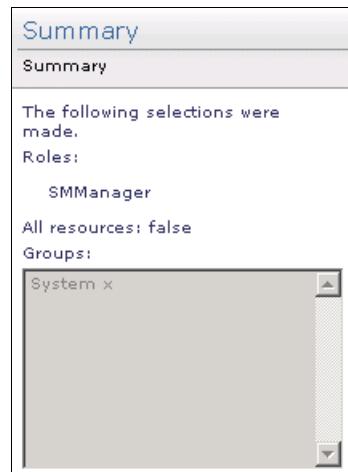 Summary
Summary
The following selections were
made.
Roles:
SMManager
All resources: false
Groups:
System x